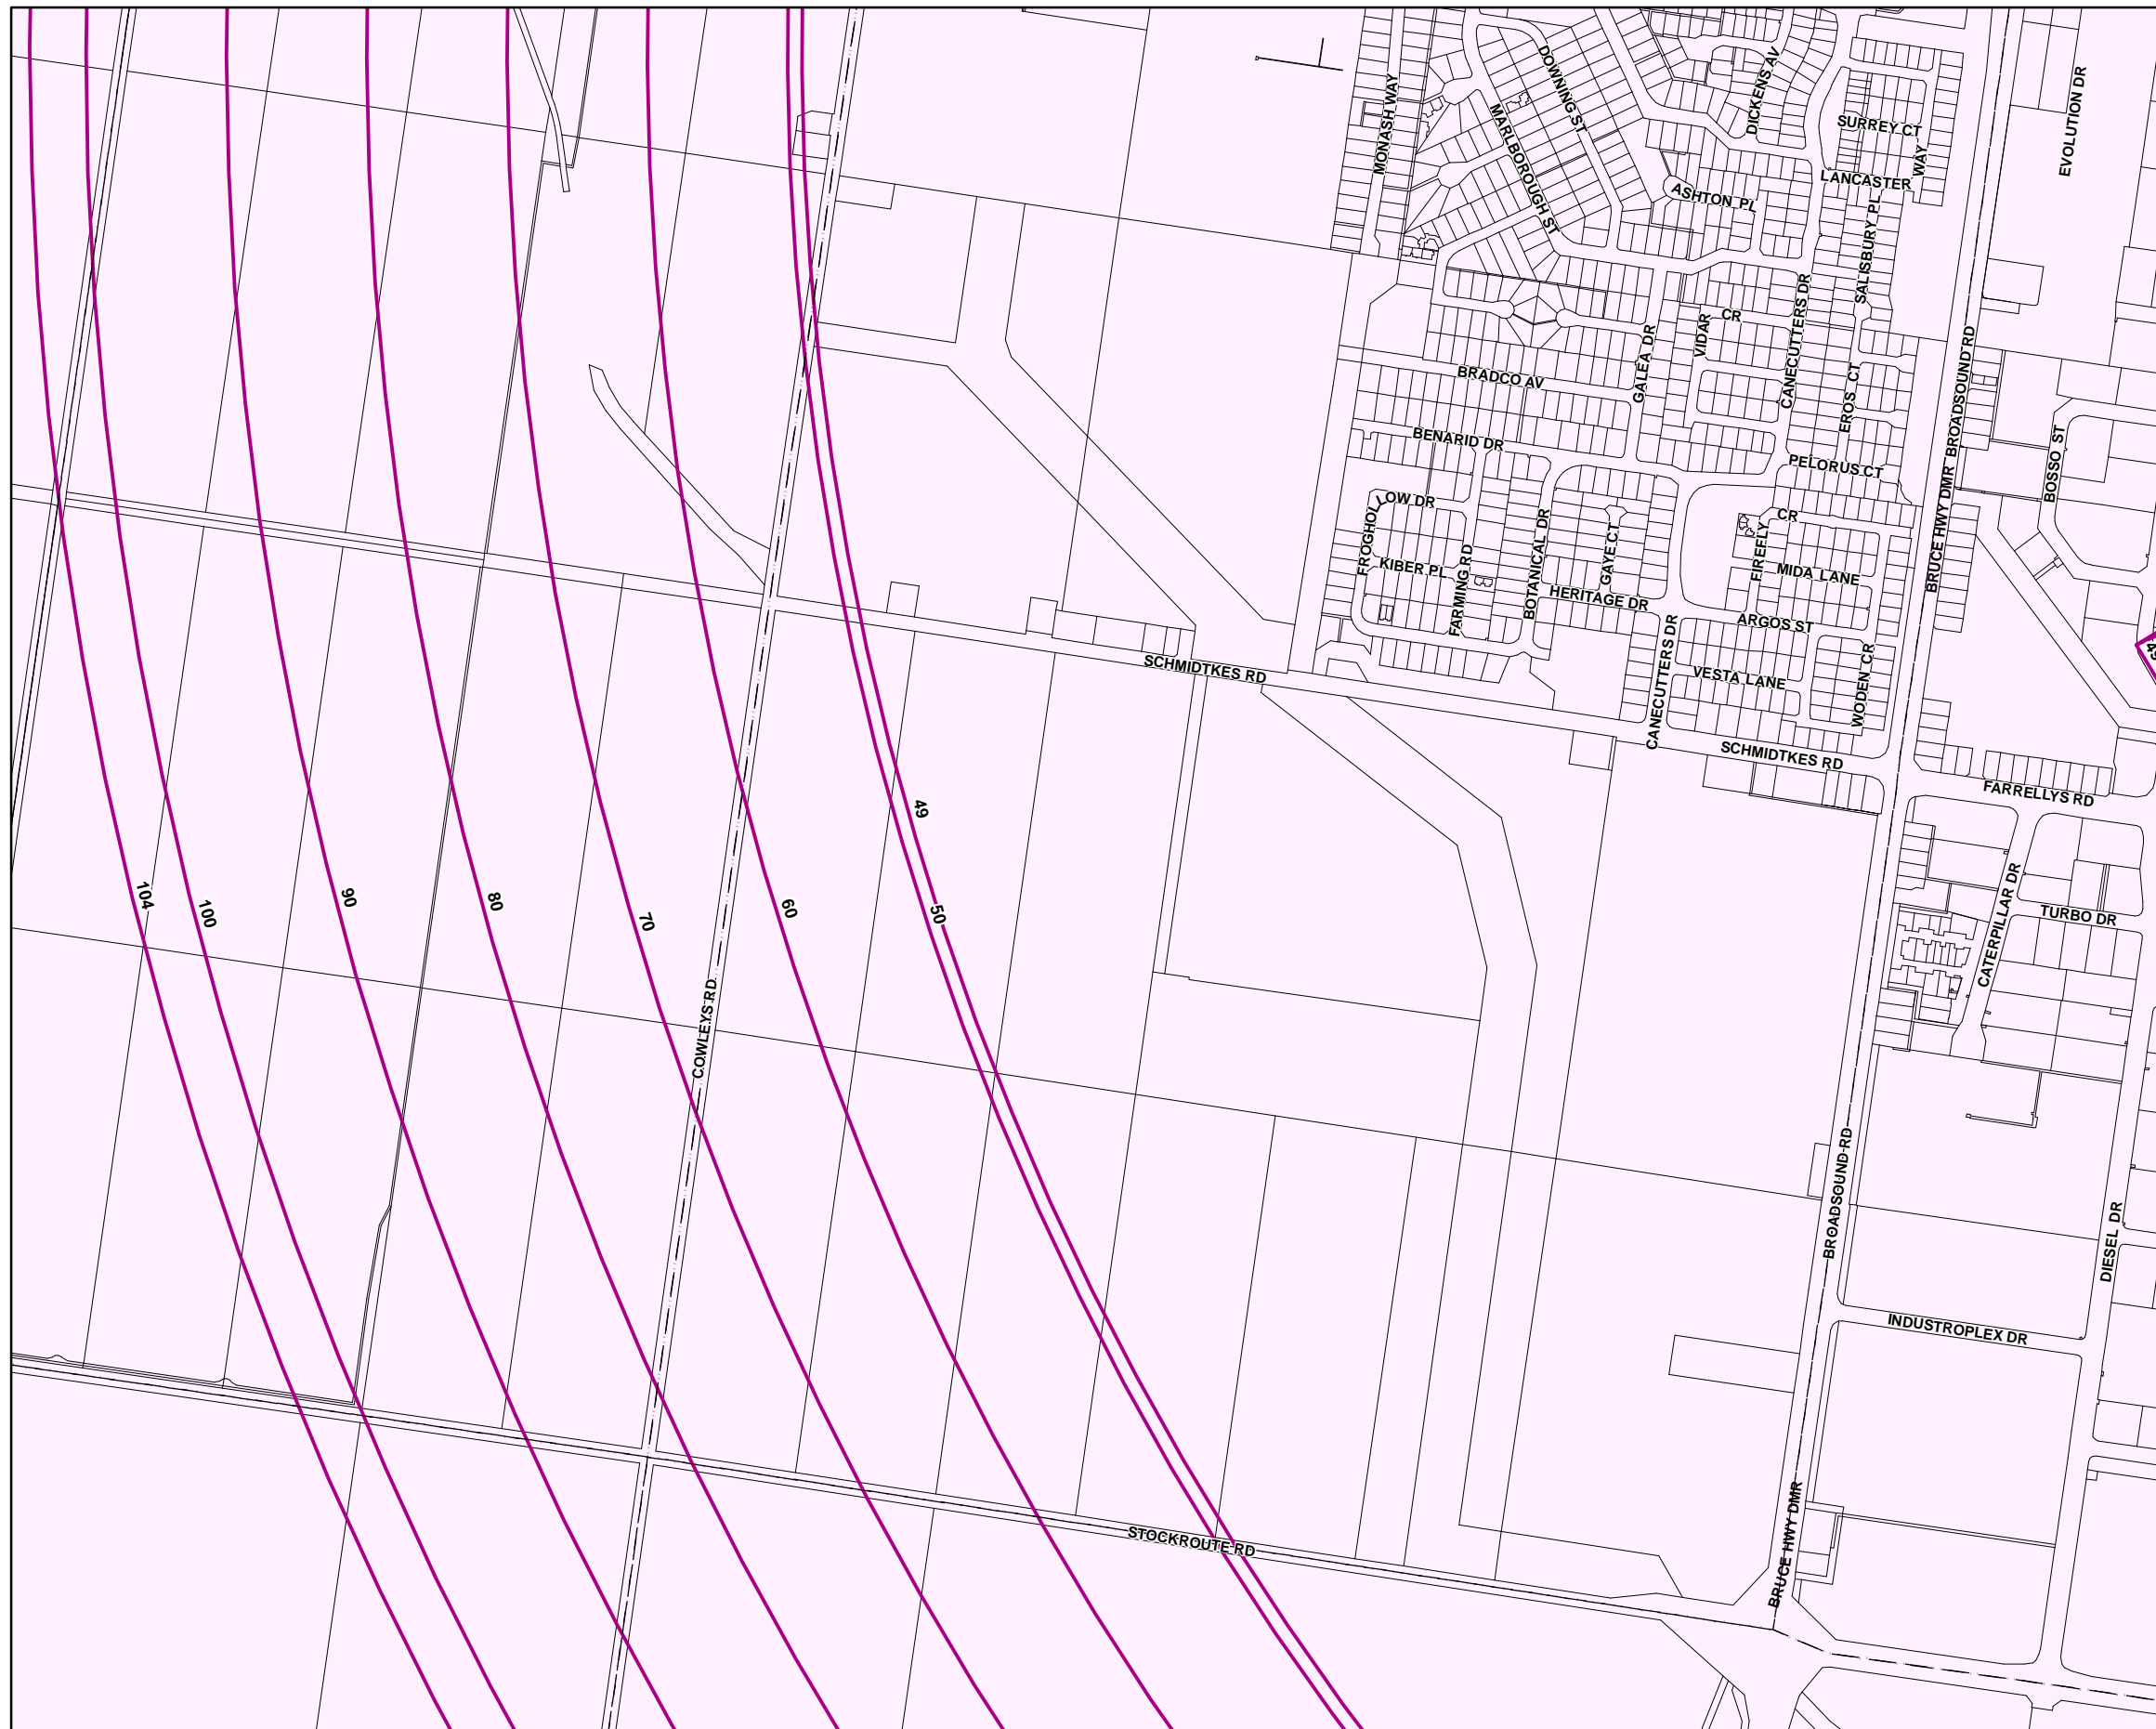 MONASH WAY
DOWNING ST
MARLBOROUGH ST
DICKENS AV
SURREY CT
LANCASTER WAY
ASHTON PL
SALISBURY PL
EVOLUTION DR
CANECUTTERS DR
VIDAR CR
GALEA DR
BRADCO AV
EROS CT
BROADSOUND RD
BENARID DR
PELORUS CT
BOSSO ST
BRUCE HWY DMR
FROGHOLLOW DR
KIBER PL
FARMING RD
BOTANICAL DR
GAYE CT
FIREFLY CR
MIDA LANE
HERITAGE DR
ARGOS ST
49
SCHMIDTKES RD
CANECUTTERS DR
VESTA LANE
WODEN CR
SCHMIDTKES RD
FARRELLYS RD
49
104
100
90
80
70
60
50
CATERPILLAR DR
TURBO DR
COWLEYS RD
BROADSOUND RD
DIESEL DR
INDUSTROPLEX DR
STOCKROUTE RD
BRUCE HWY DMR